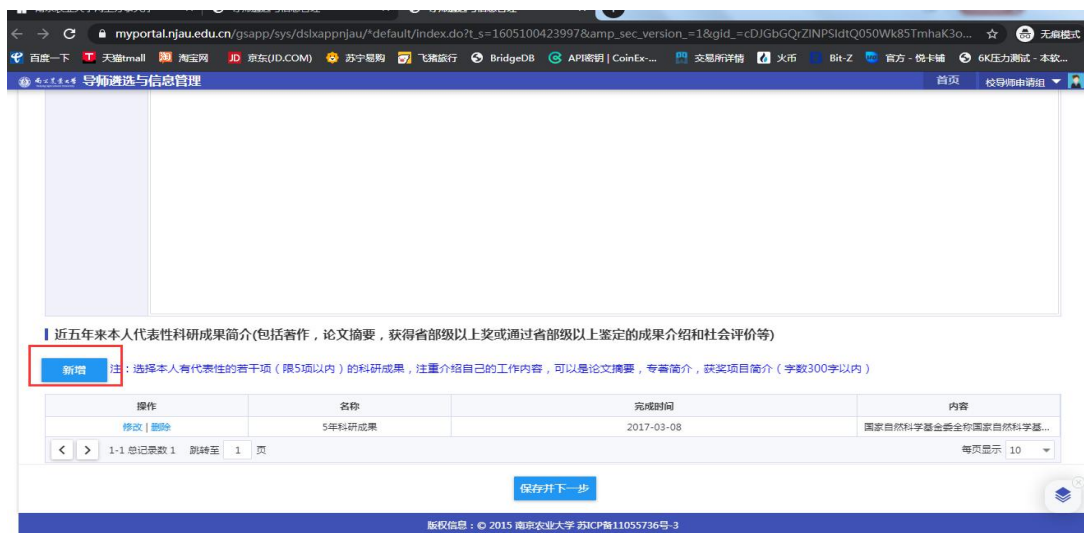 myportal.njau.edu.cn/gsapp/sys/dslxappnjau/*default/index.do?t_s=1605100423997&amp_sec_version_=1&gid_=cDJGbGQrZlNPSldtQ050Wk85TmhaK3o... 无痕模式
百度一下 天猫tmall 淘宝网 京东(JD.COM) 苏宁易购 飞猪旅行 BridgeDB API密钥 | CoinEx-... 交易所详情 火币 Bit-Z 官方 - 悦卡铺 6K压力测试 - 本软...
导师遴选与信息管理 首页 校导师申请组
近五年来本人代表性科研成果简介(包括著作，论文摘要，获得省部级以上奖或通过省部级以上鉴定的成果介绍和社会评价等)
新增 注：选择本人有代表性的若干项（限5项以内）的科研成果，注重介绍自己的工作内容，可以是论文摘要，专著简介，获奖项目简介（字数300字以内）
操作 名称 完成时间 内容
修改 | 删除 5年科研成果 2017-03-08 国家自然科学基金委全称国家自然科学基...
1-1 总记录数 1 跳转至 1 页 每页显示 10
保存并下一步
版权信息：© 2015 南京农业大学 苏ICP备11055736号-3